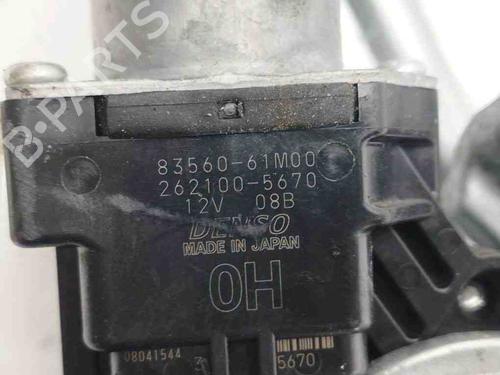 83560-61M00
262100-5670
12V 08B
DENSO
MADE IN JAPAN
0H
08041544
5670
B-PARTS